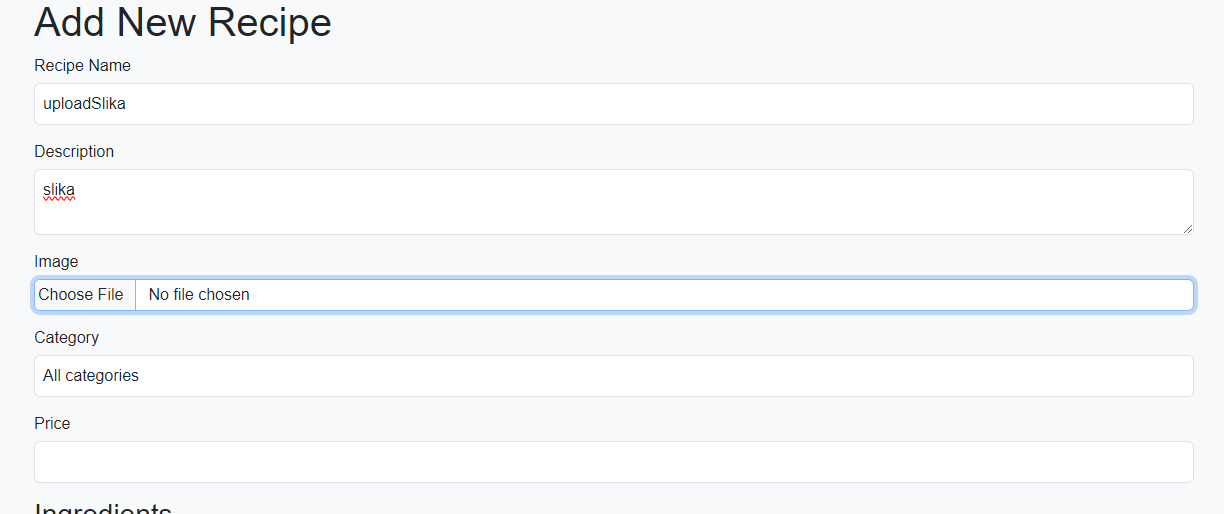 Add New Recipe
Recipe Name
uploadSlika
Description
slika
Image
Choose File No file chosen
Category
All categories
Price
Ingredients